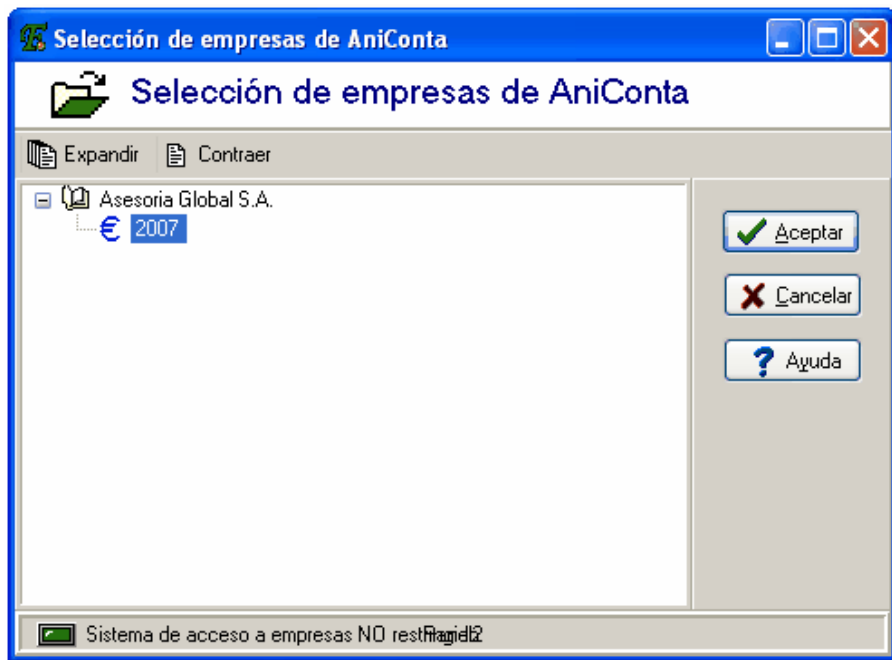 Selección de empresas de AniConta
Selección de empresas de AniConta
Expandir Contraer
Asesoria Global S.A.
2007
Aceptar
Cancelar
Ayuda
Sistema de acceso a empresas NO